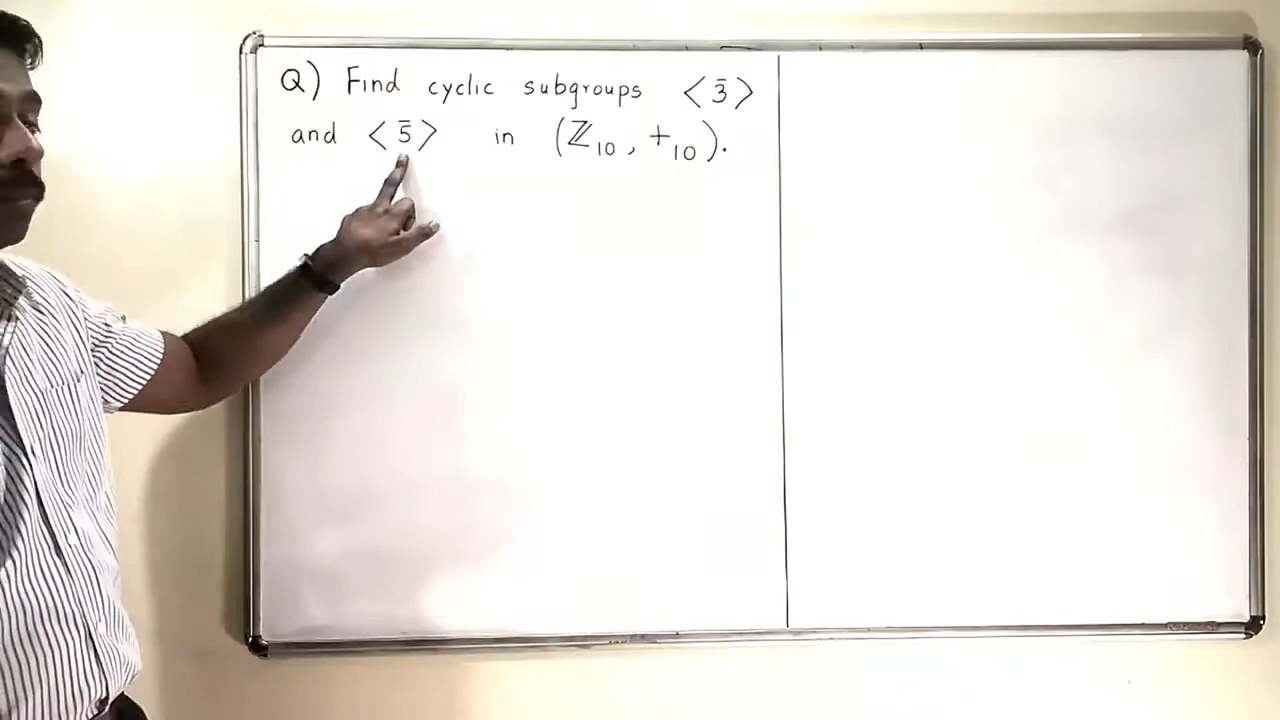 Q) Find cyclic subgroups <3̄>
and <5̄> in (ℤ₁₀, +₁₀).